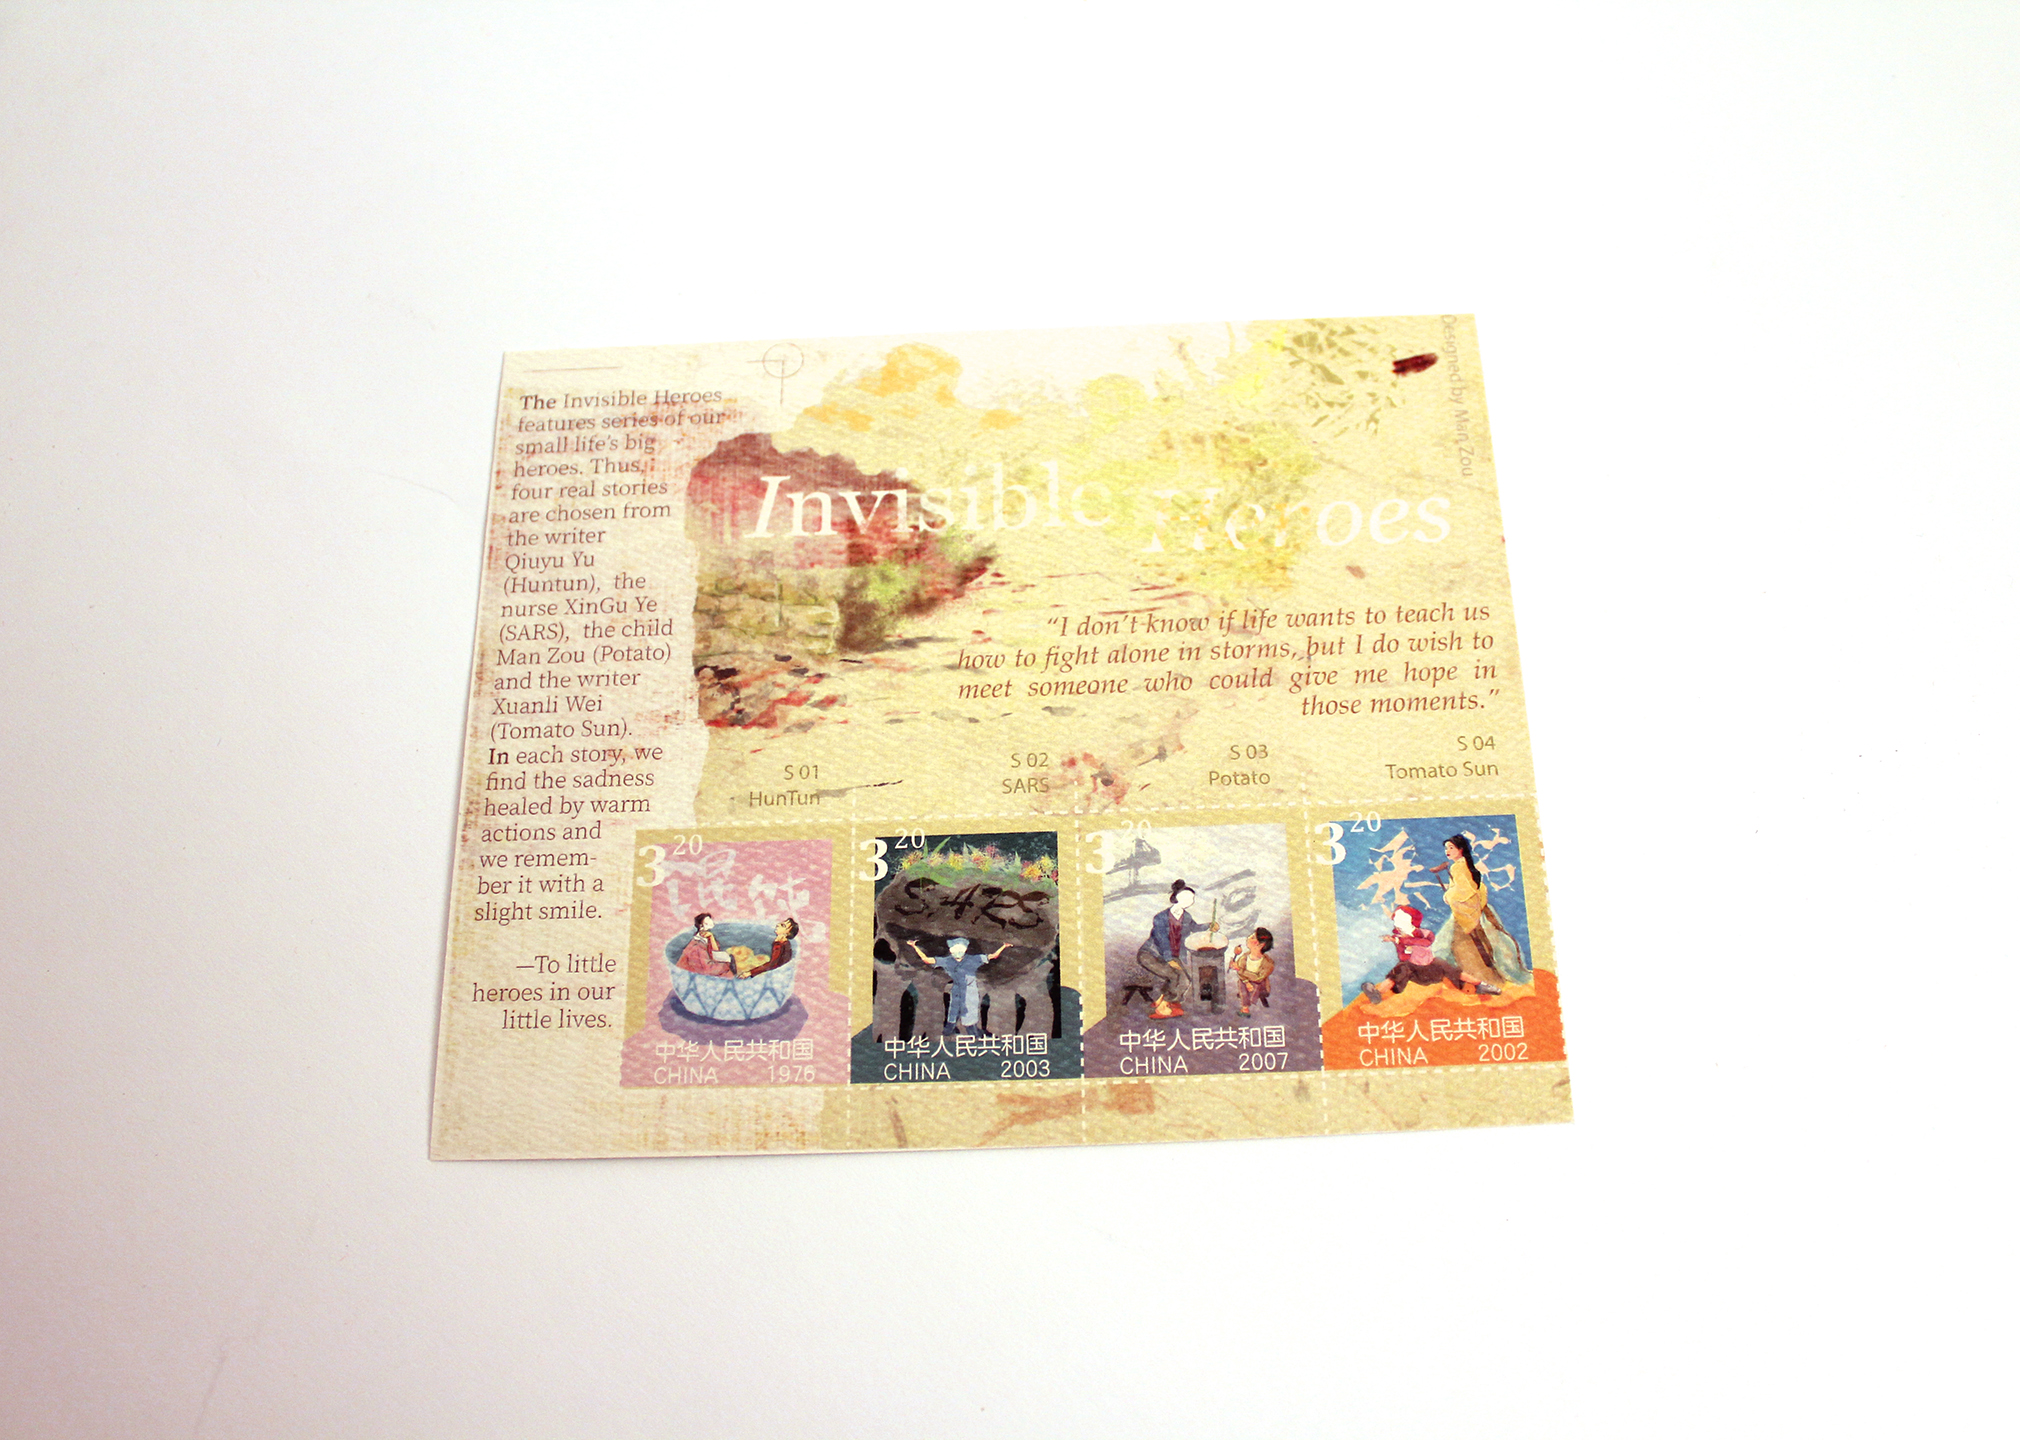 The Invisible Heroes
features series of our
small life's big
heroes. Thus,
four real stories
are chosen from
the writer
Qiuyu Yu
(Huntun), the
nurse XinGu Ye
(SARS), the child
Man Zou (Potato)
and the writer
Xuanli Wei
(Tomato Sun).
In each story, we
find the sadness
healed by warm
actions and
we remem-
ber it with a
slight smile.
—To little
heroes in our
little lives.
Designed by Man Zou
Invisible Heroes
“I don't know if life wants to teach us
how to fight alone in storms, but I do wish to
meet someone who could give me hope in
those moments.”
S 01
HunTun
S 02
SARS
S 03
Potato
S 04
Tomato Sun
3 20
混飩
中华人民共和国
CHINA 1976
3 20
SARS
中华人民共和国
CHINA 2003
3 20
土豆
中华人民共和国
CHINA 2007
3 20
中华人民共和国
CHINA 2002